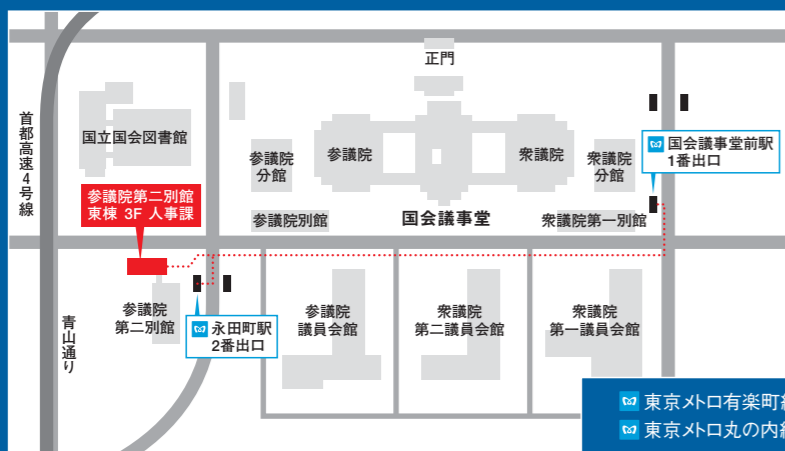 正門
首都高速4号線
国立国会図書館
参議院
分館
参議院
衆議院
衆議院
分館
国会議事堂前駅
1番出口
参議院第二別館
東棟 3F 人事課
参議院別館
国会議事堂
衆議院第一別館
青山通り
参議院
第二別館
永田町駅
2番出口
参議院
議員会館
衆議院
第二議員会館
衆議院
第一議員会館
東京メトロ有楽町
東京メトロ丸の内